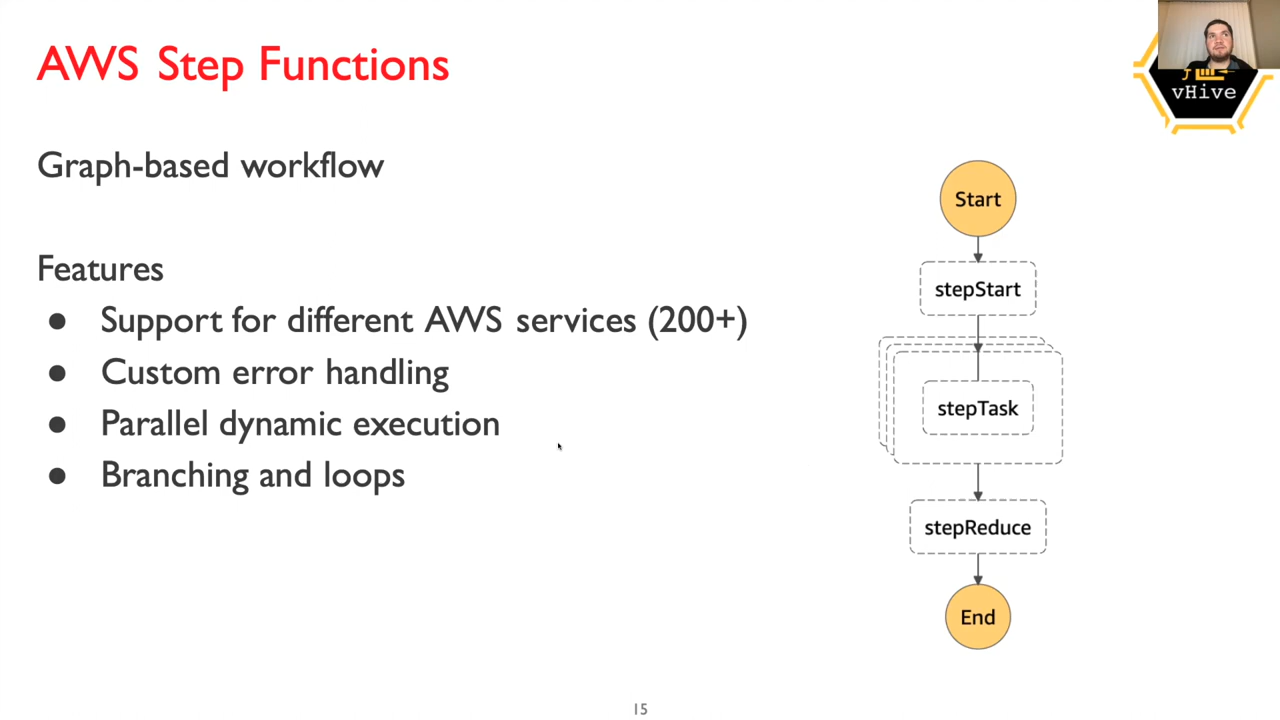 AWS Step Functions
vHive
Graph-based workflow
Features
● Support for different AWS services (200+)
● Custom error handling
● Parallel dynamic execution
● Branching and loops
Start
stepStart
stepTask
stepReduce
End
15